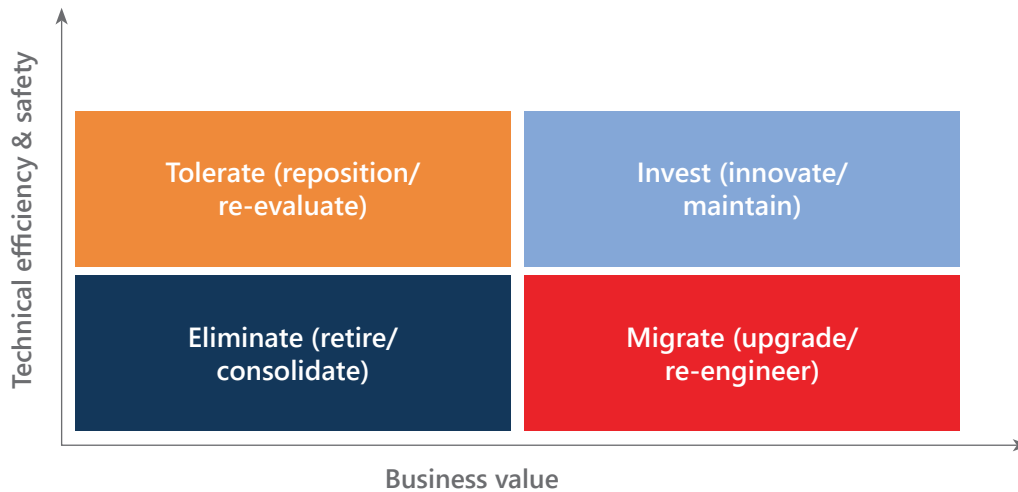 Technical efficiency & safety
Tolerate (reposition/
re-evaluate)
Invest (innovate/
maintain)
Eliminate (retire/
consolidate)
Migrate (upgrade/
re-engineer)
Business value